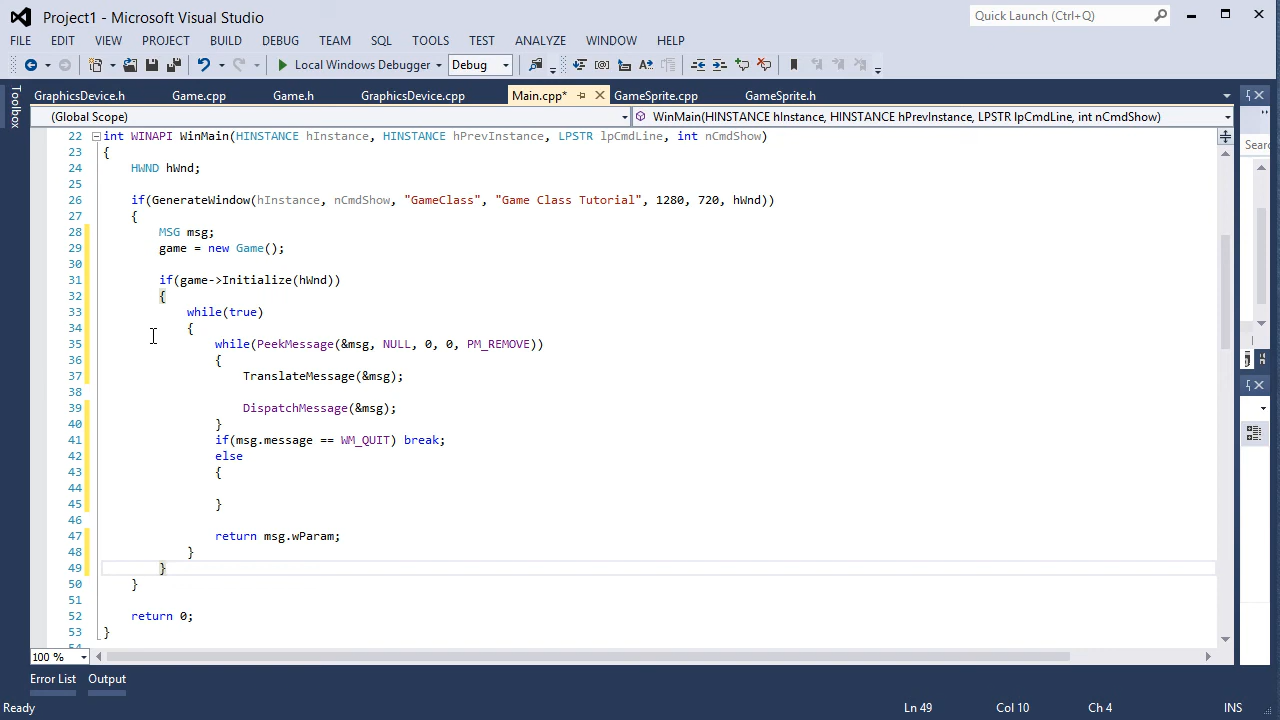 Project1 - Microsoft Visual Studio
Quick Launch (Ctrl+Q)
FILE EDIT VIEW PROJECT BUILD DEBUG TEAM SQL TOOLS TEST ANALYZE WINDOW HELP
Local Windows Debugger Debug
Toolbox
GraphicsDevice.h Game.cpp Game.h GraphicsDevice.cpp Main.cpp* GameSprite.cpp GameSprite.h
(Global Scope) WinMain(HINSTANCE hInstance, HINSTANCE hPrevInstance, LPSTR lpCmdLine, int nCmdShow)
Searc
22 int WINAPI WinMain(HINSTANCE hInstance, HINSTANCE hPrevInstance, LPSTR lpCmdLine, int nCmdShow)
23 {
24 HWND hWnd;
25
26 if(GenerateWindow(hInstance, nCmdShow, "GameClass", "Game Class Tutorial", 1280, 720, hWnd))
27 {
28 MSG msg;
29 game = new Game();
30
31 if(game->Initialize(hWnd))
32 {
33 while(true)
34 {
35 while(PeekMessage(&msg, NULL, 0, 0, PM_REMOVE))
36 {
37 TranslateMessage(&msg);
38
39 DispatchMessage(&msg);
40 }
41 if(msg.message == WM_QUIT) break;
42 else
43 {
44
45 }
46
47 return msg.wParam;
48 }
49 }
50 }
51
52 return 0;
53 }
54
100 %
Error List Output
Ready Ln 49 Col 10 Ch 4 INS